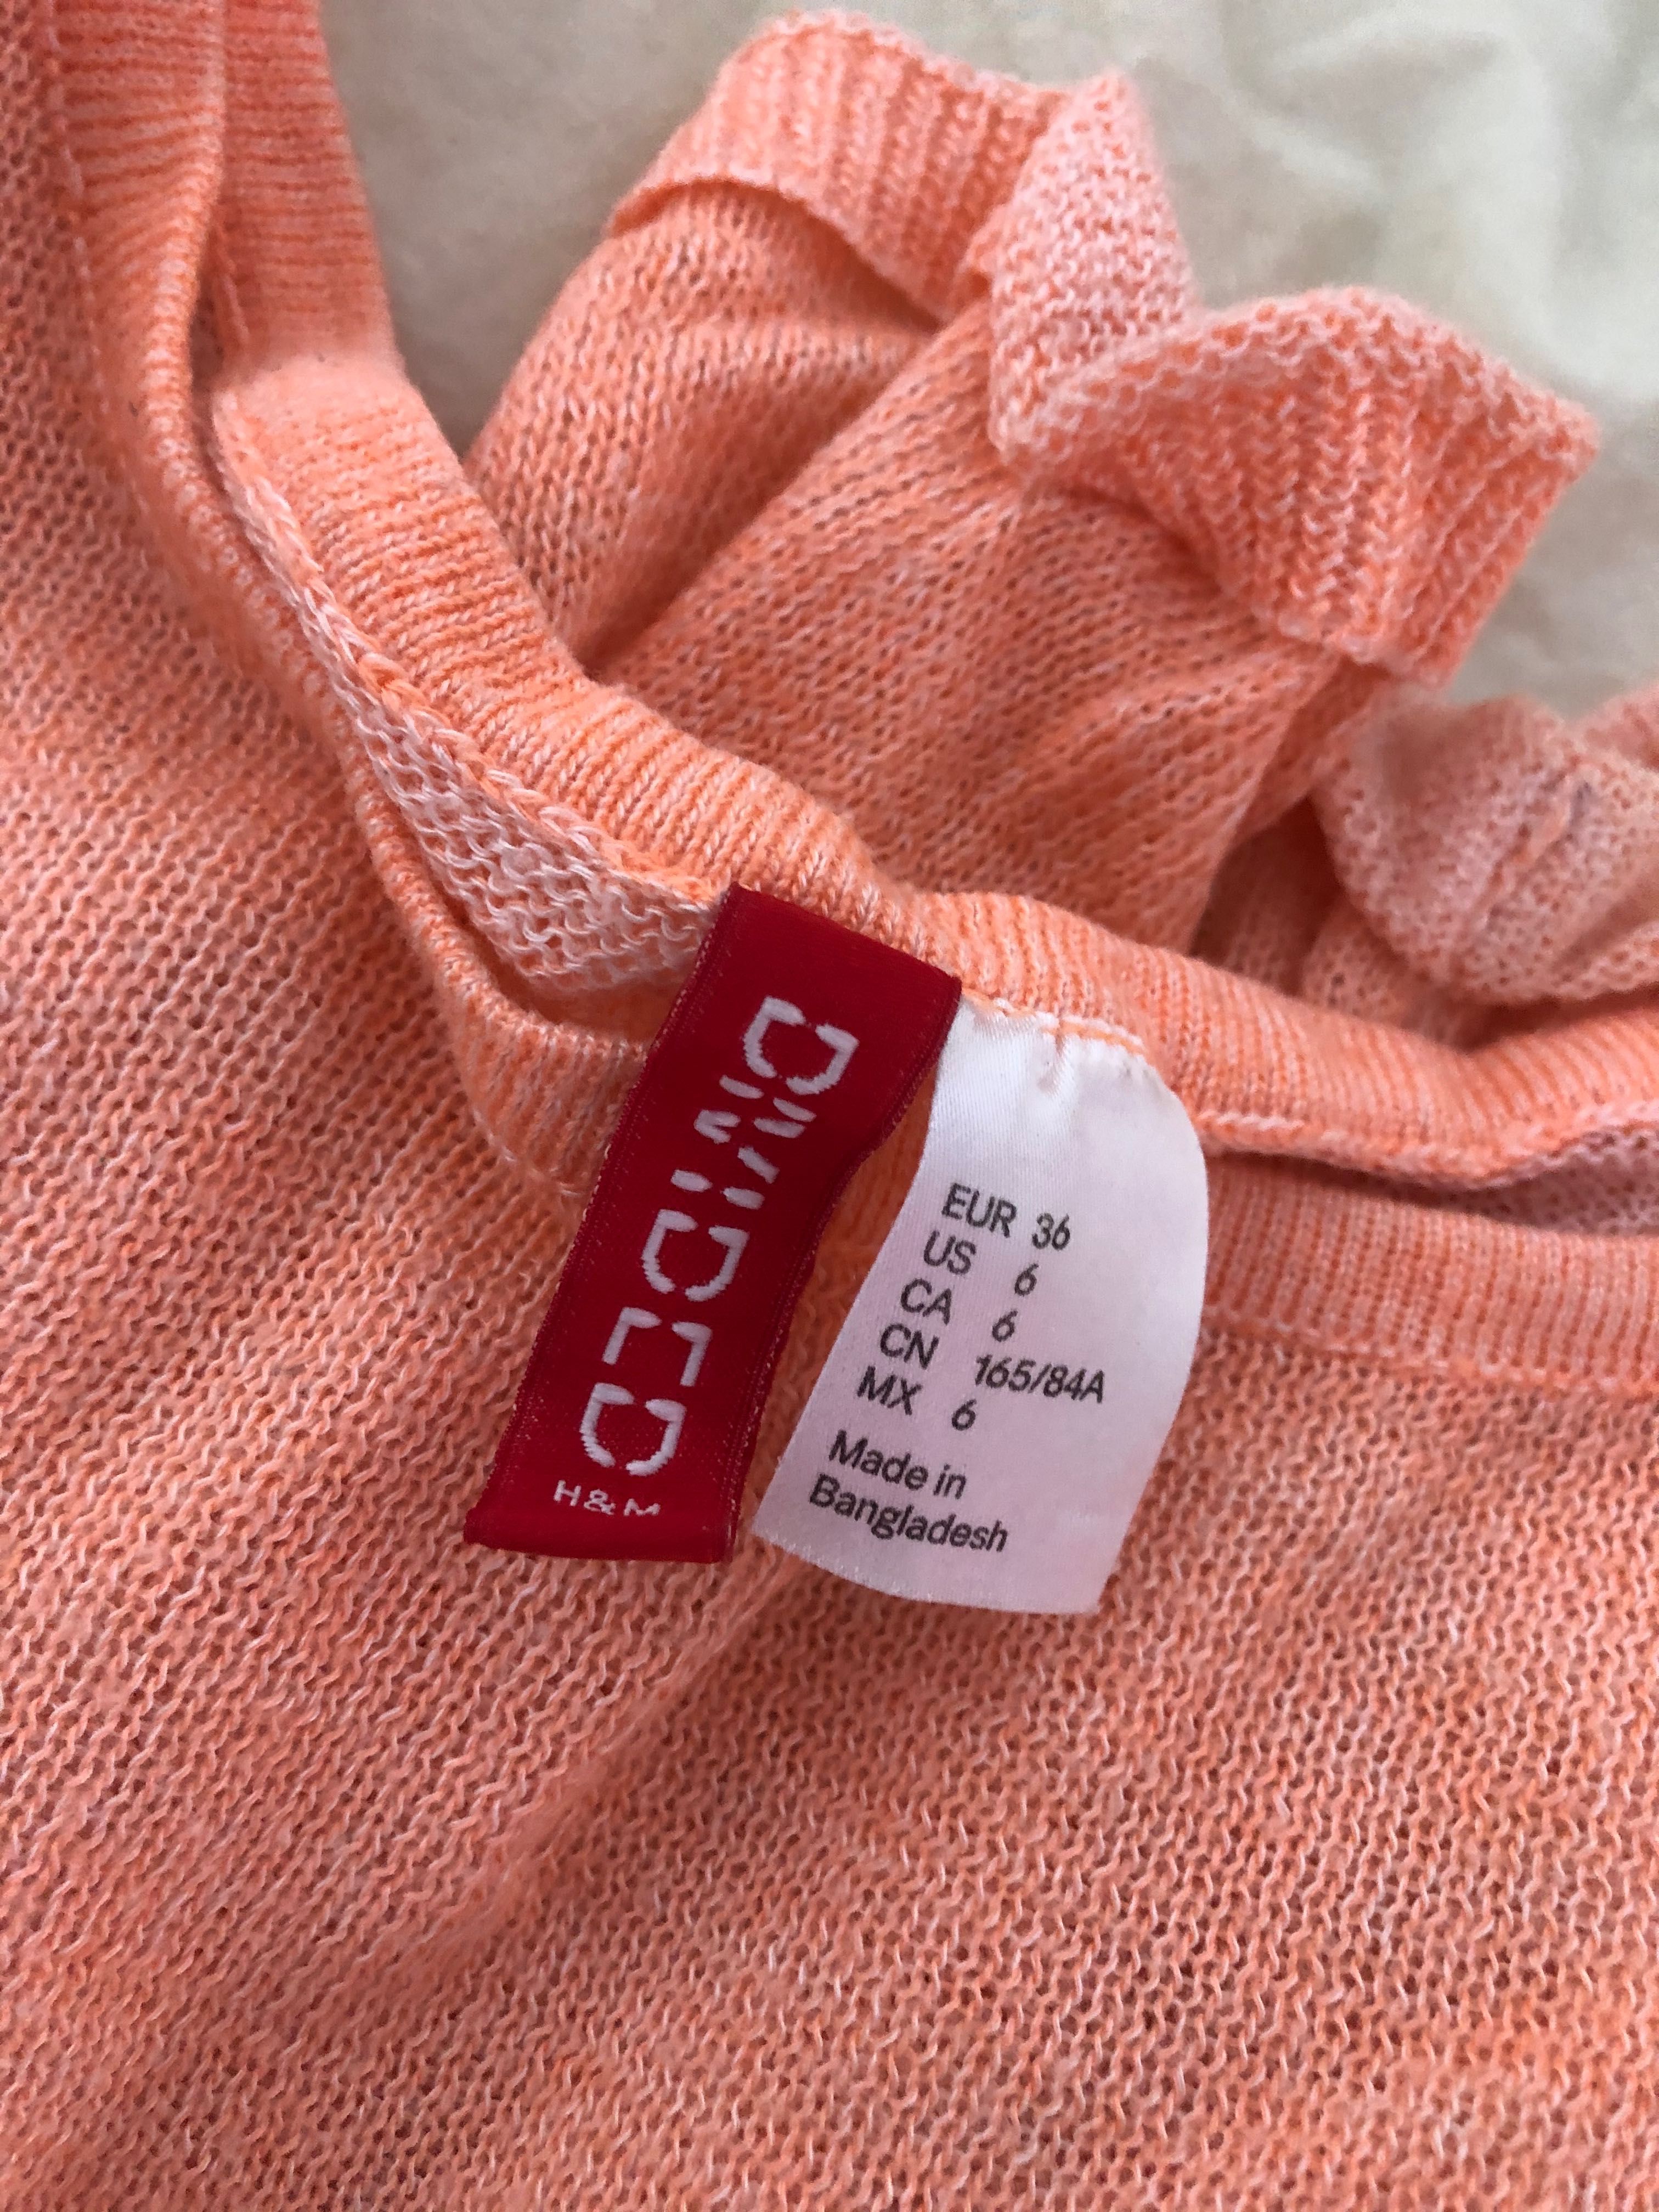 DIVIDED
H&M
EUR 36
US 6
CA 6
CN 165/84A
MX 6
Made in
Bangladesh